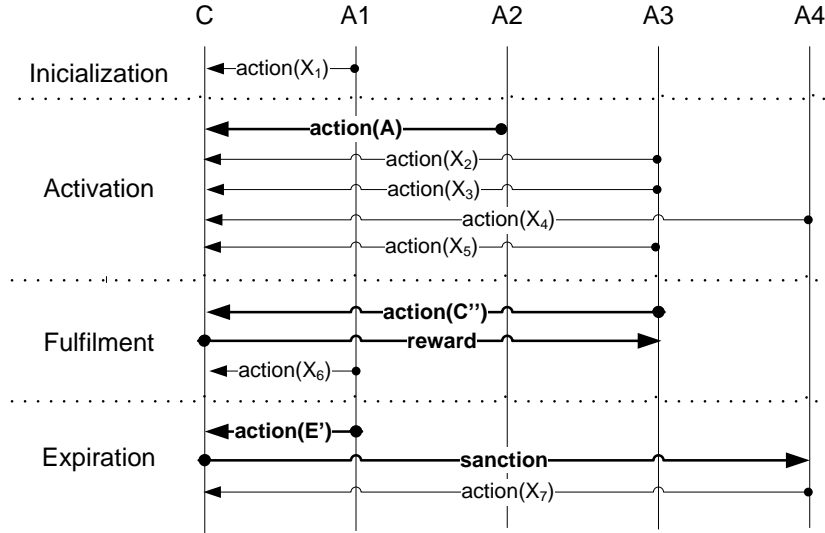 C A1 A2 A3 A4
Inicialization
action(X₁)
action(A)
action(X₂)
Activation
action(X₃)
action(X₄)
action(X₅)
action(C'')
Fulfilment
reward
action(X₆)
action(E')
Expiration
sanction
action(X₇)